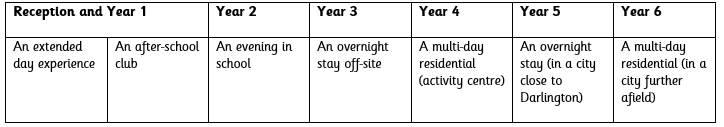 Reception and Year 1
Year 2
Year 3
Year 4
Year 5
Year 6
An extended
day experience
An after-school
club
An evening in
school
An overnight
stay off-site
A multi-day
residential
(activity centre)
An overnight
stay (in a city
close to
Darlington)
A multi-day
residential (in a
city further
afield)